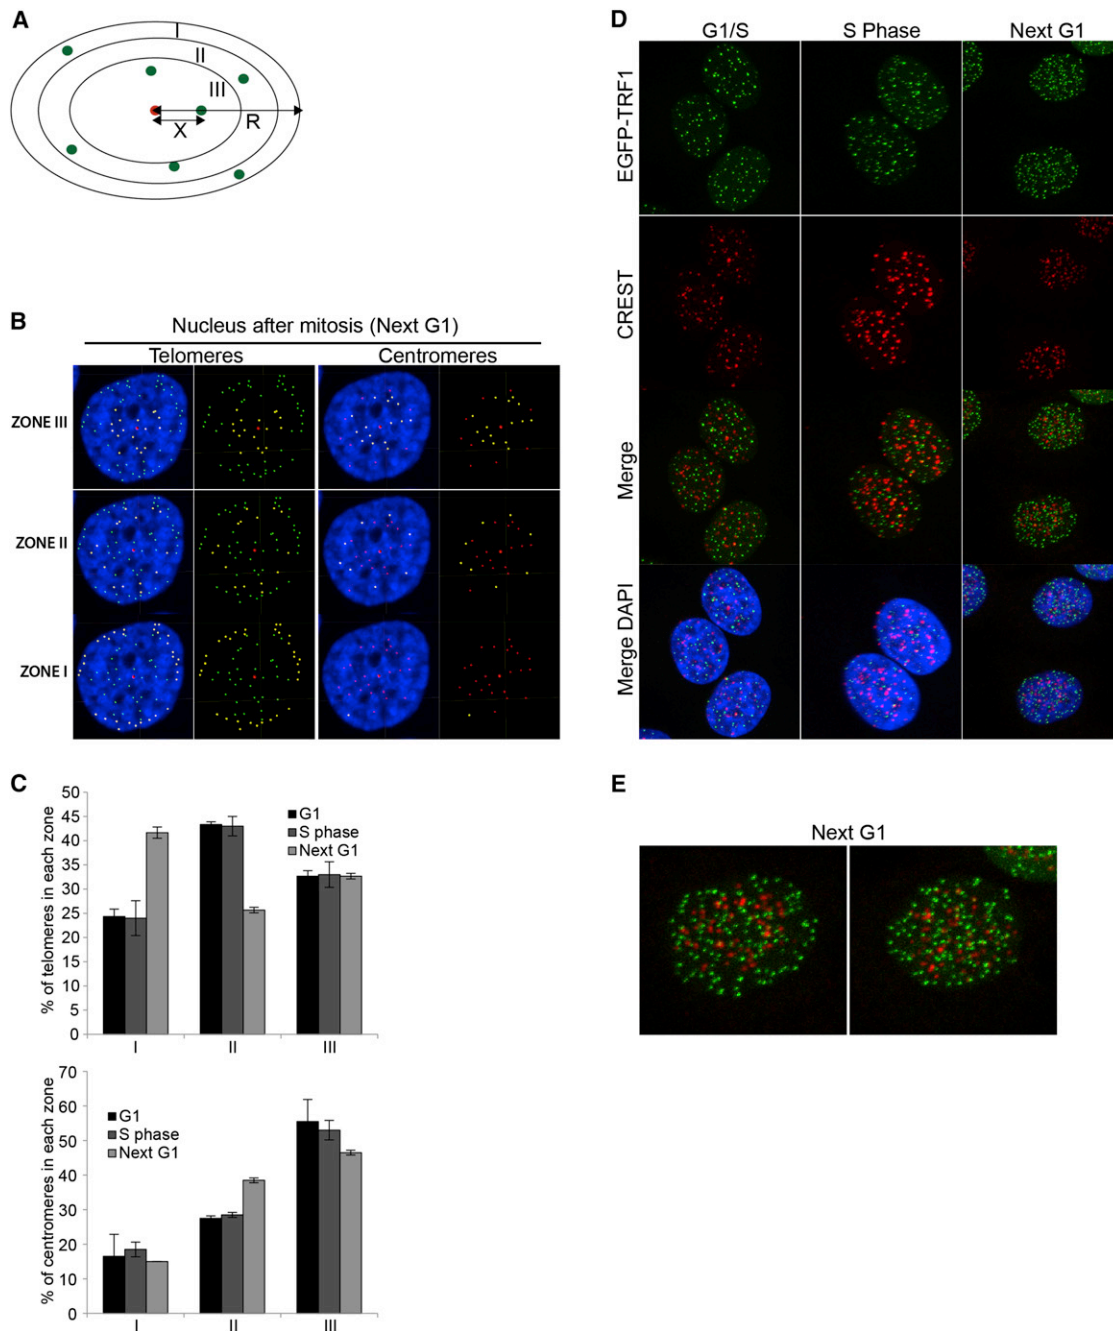 A
I
II
III
X
R
B
Nucleus after mitosis (Next G1)
Telomeres
Centromeres
ZONE III
ZONE II
ZONE I
C
% of telomeres in each zone
50
45
40
35
30
25
20
15
10
5
0
G1
S phase
Next G1
I
II
III
% of centromeres in each zone
70
60
50
40
30
20
10
0
G1
S phase
Next G1
I
II
III
D
G1/S
S Phase
Next G1
EGFP-TRF1
CREST
Merge
Merge DAPI
E
Next G1